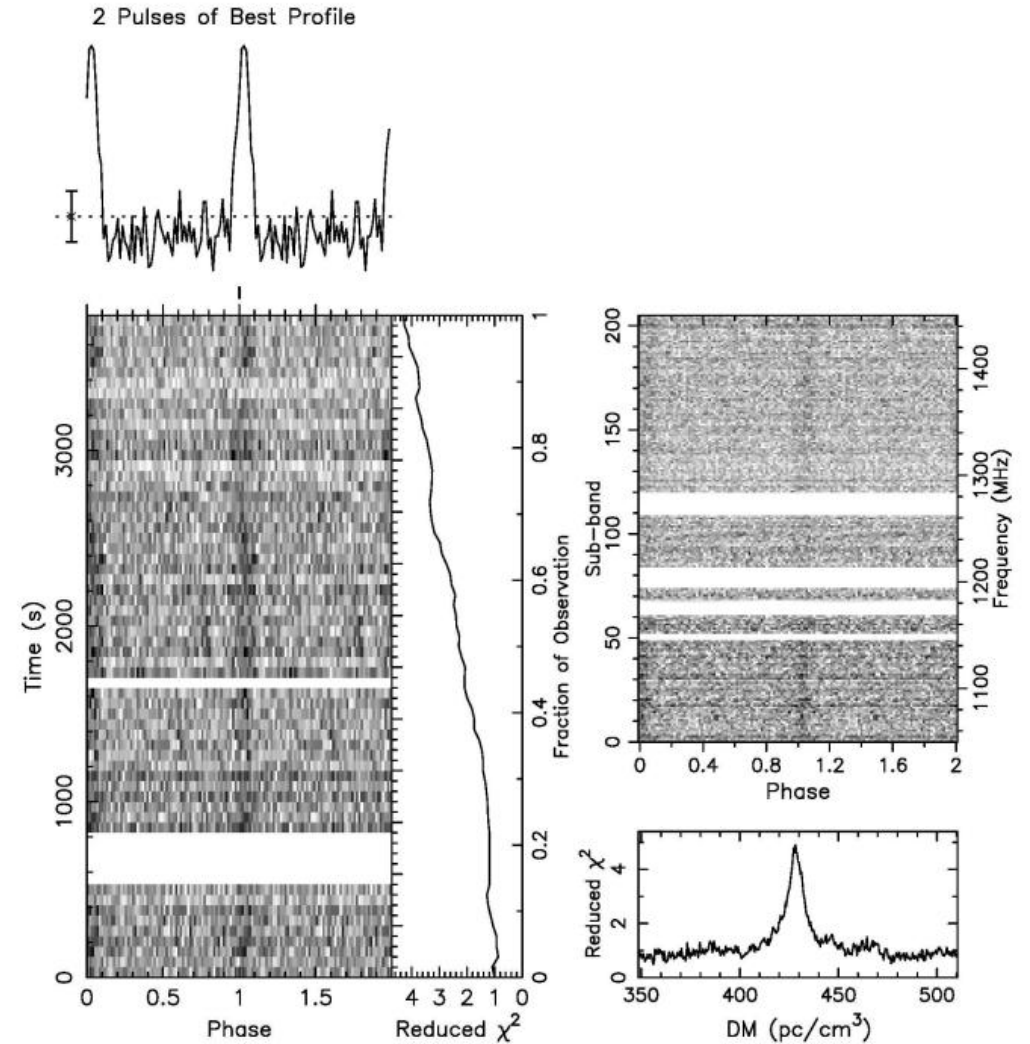 2 Pulses of Best Profile
Time (s)
0
1000
2000
3000
0 0.5 1 1.5
Phase
4 3 2 1 0
Reduced χ²
Fraction of Observation
0
0.2
0.4
0.6
0.8
1
Sub-band
0
50
100
150
200
0 0.4 0.8 1.2 1.6 2
Phase
Frequency (MHz)
1100
1200
1300
1400
Reduced χ²
0
2
4
350 400 450 500
DM (pc/cm³)